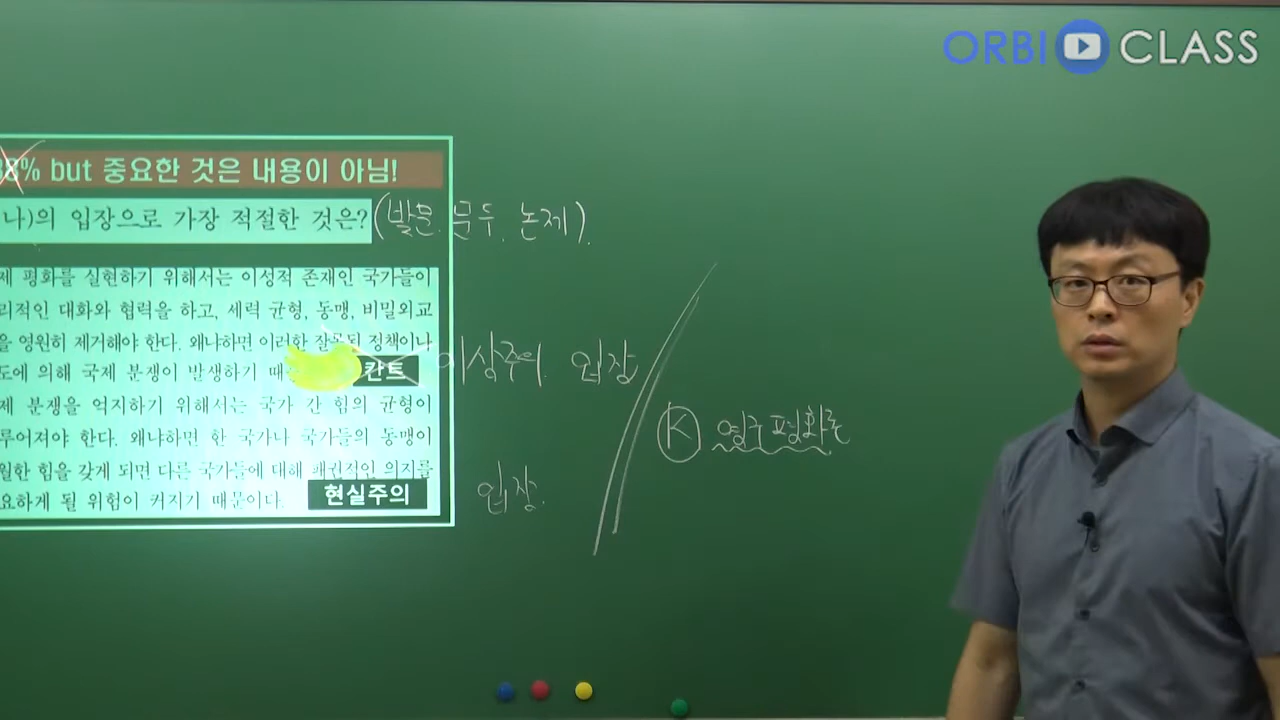 ORBI CLASS
38% but 중요한 것은 내용이 아님!
나)의 입장으로 가장 적절한 것은? (발문, 문두, 논제).
제 평화를 실현하기 위해서는 이성적 존재인 국가들이
리적인 대화와 협력을 하고, 세력 균형, 동맹, 비밀외교
을 영원히 제거해야 한다. 왜냐하면 이러한 잘못된 정책이나
도에 의해 국제 분쟁이 발생하기 때 칸트 이상주의 입장
제 분쟁을 억지하기 위해서는 국가 간 힘의 균형이
Ⓚ 영구평화론
루어져야 한다. 왜냐하면 한 국가나 국가들의 동맹이
월한 힘을 갖게 되면 다른 국가들에 대해 패권적인 의지를
요하게 될 위험이 커지기 때문이다. 현실주의 입장.